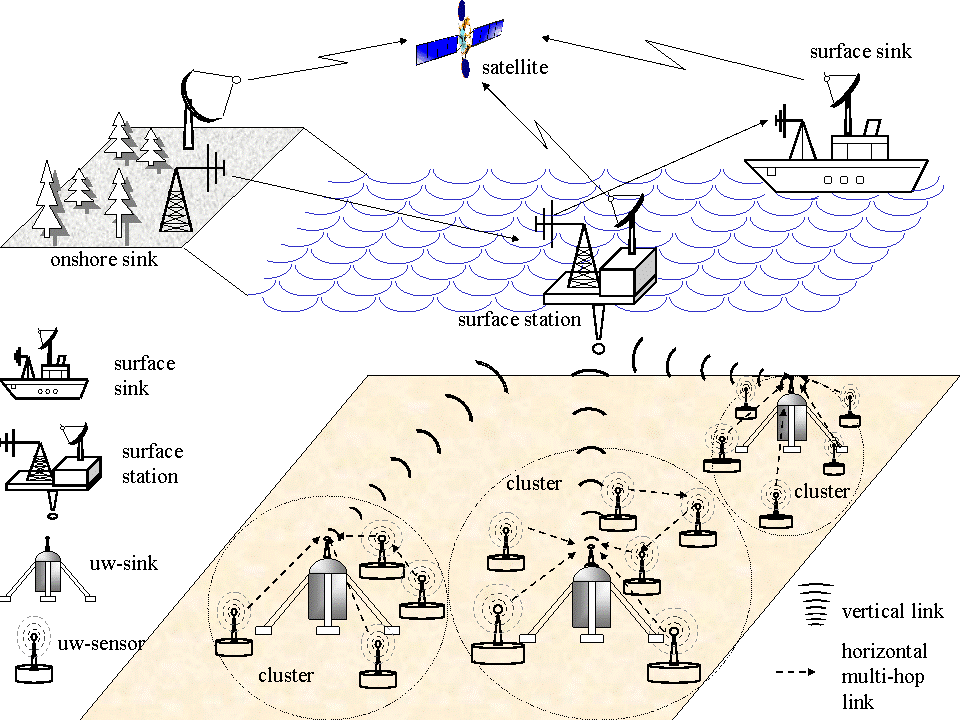 surface sink
satellite
onshore sink
surface station
surface
sink
surface
station
uw-sink
uw-sensor
cluster
cluster
cluster
vertical link
horizontal
multi-hop
link